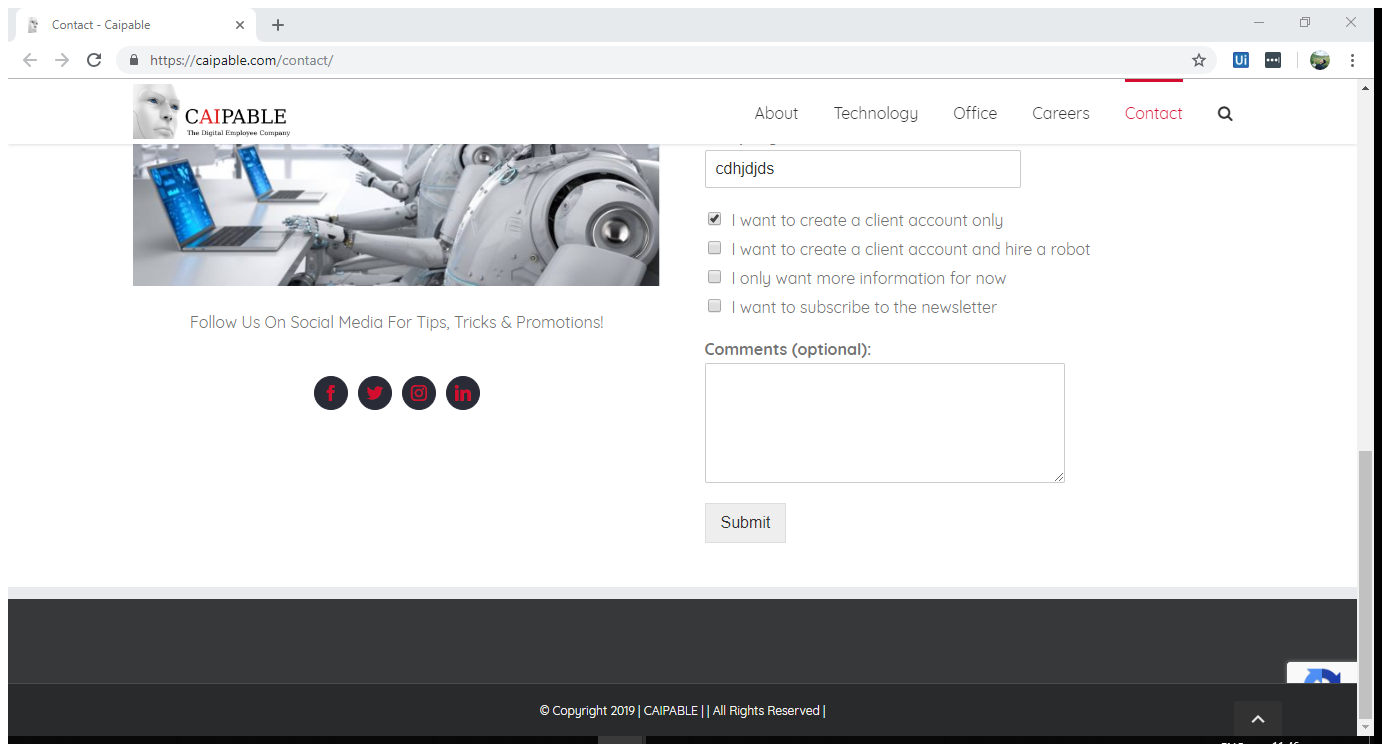 Contact - Caipable
https://caipable.com/contact/
Ui
CAIPABLE
The Digital Employee Company
About
Technology
Office
Careers
Contact
cdhjdjds
I want to create a client account only
I want to create a client account and hire a robot
I only want more information for now
I want to subscribe to the newsletter
Follow Us On Social Media For Tips, Tricks & Promotions!
Comments (optional):
Submit
© Copyright 2019 | CAIPABLE | | All Rights Reserved |